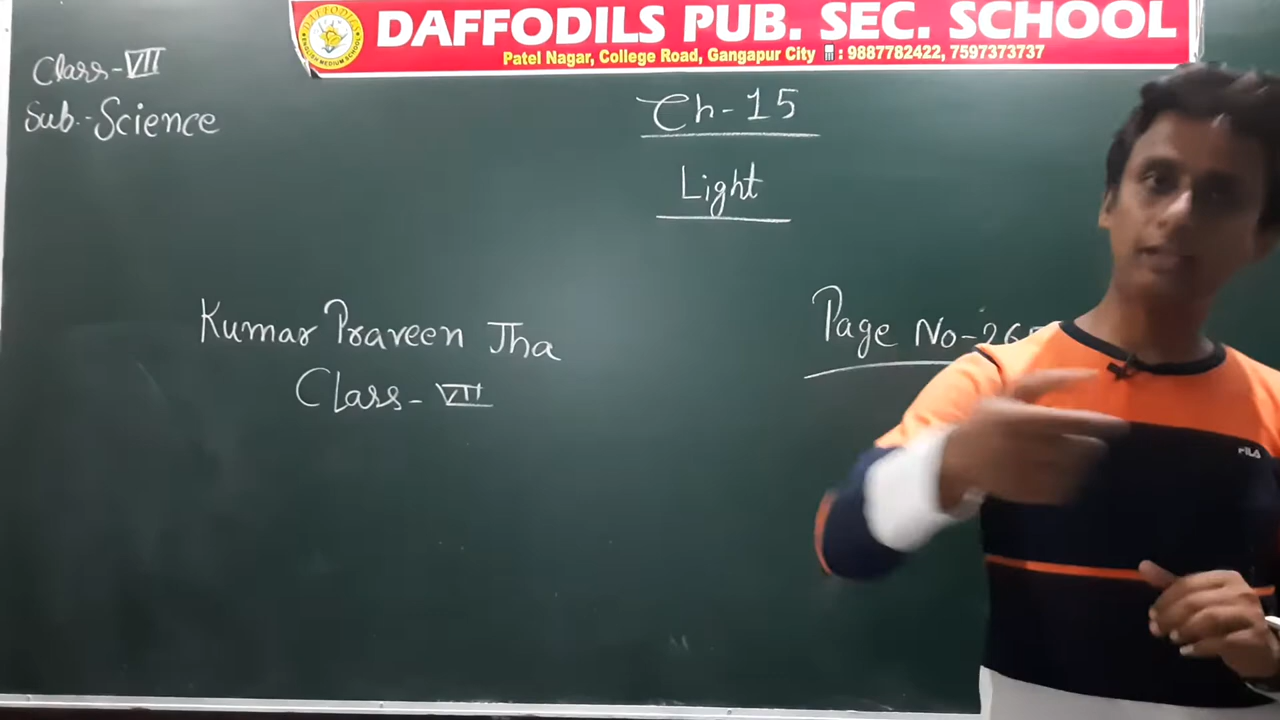 DAFFODILS PUB. SEC. SCHOOL
Patel Nagar, College Road, Gangapur City : 9887782422, 7597373737
Class-VII
Sub.-Science
Ch-15
Light
Kumar Praveen Jha
Class-VII
Page No-26
FILA